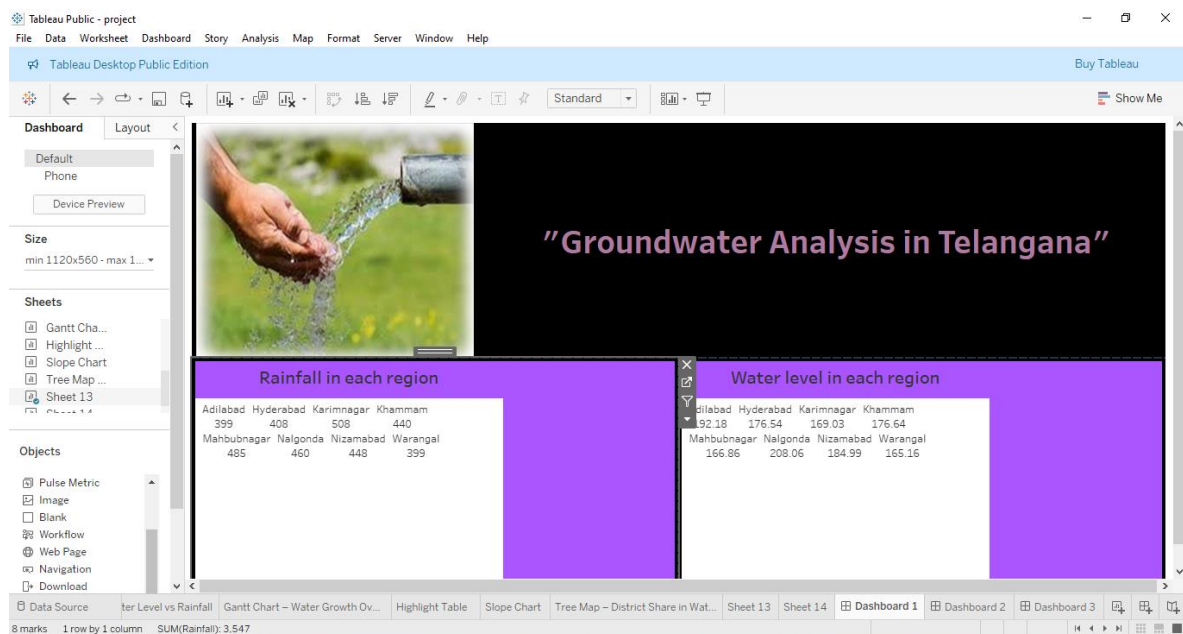 Tableau Public - project
File Data Worksheet Dashboard Story Analysis Map Format Server Window Help
Tableau Desktop Public Edition
Buy Tableau
Standard
Show Me
Dashboard Layout
Default
Phone
Device Preview
Size
min 1120x560 - max 1...
Sheets
Gantt Cha...
Highlight ...
Slope Chart
Tree Map ...
Sheet 13
Objects
Pulse Metric
Image
Blank
Workflow
Web Page
Navigation
Download
"Groundwater Analysis in Telangana"
Rainfall in each region
Adilabad Hyderabad Karimnagar Khammam
399 408 508 440
Mahbubnagar Nalgonda Nizamabad Warangal
485 460 448 399
Water level in each region
dilabad Hyderabad Karimnagar Khammam
192.18 176.54 169.03 176.64
Mahbubnagar Nalgonda Nizamabad Warangal
166.86 208.06 184.99 165.16
Data Source ter Level vs Rainfall Gantt Chart – Water Growth Ov... Highlight Table Slope Chart Tree Map – District Share in Wat... Sheet 13 Sheet 14 Dashboard 1 Dashboard 2 Dashboard 3
8 marks 1 row by 1 column SUM(Rainfall): 3,547